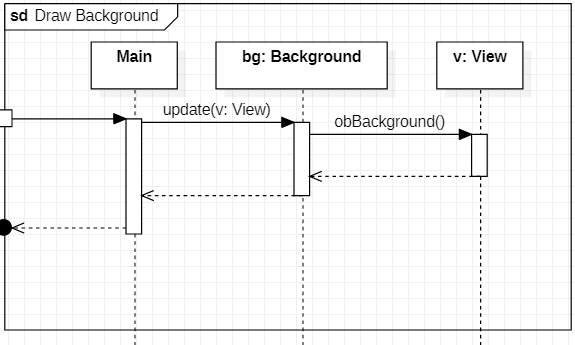 sd Draw Background
Main
bg: Background
v: View
update(v: View)
obBackground()